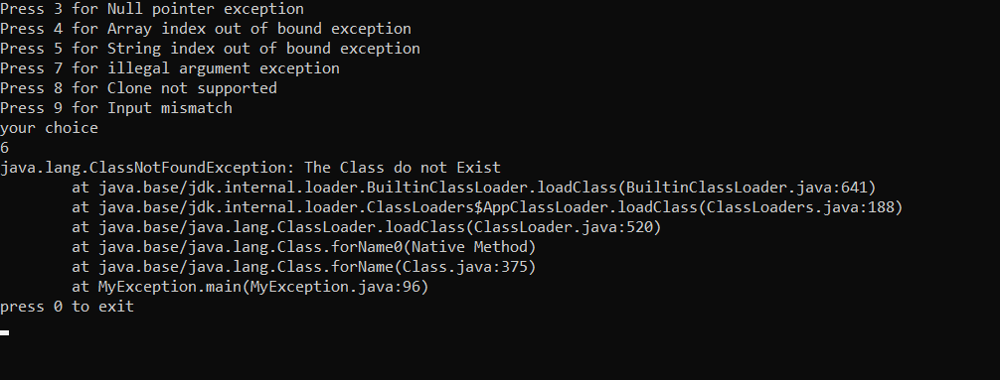 Press 3 for Null pointer exception
Press 4 for Array index out of bound exception
Press 5 for String index out of bound exception
Press 7 for illegal argument exception
Press 8 for Clone not supported
Press 9 for Input mismatch
your choice
6
java.lang.ClassNotFoundException: The Class do not Exist
        at java.base/jdk.internal.loader.BuiltinClassLoader.loadClass(BuiltinClassLoader.java:641)
        at java.base/jdk.internal.loader.ClassLoaders$AppClassLoader.loadClass(ClassLoaders.java:188)
        at java.base/java.lang.ClassLoader.loadClass(ClassLoader.java:520)
        at java.base/java.lang.Class.forName0(Native Method)
        at java.base/java.lang.Class.forName(Class.java:375)
        at MyException.main(MyException.java:96)
press 0 to exit